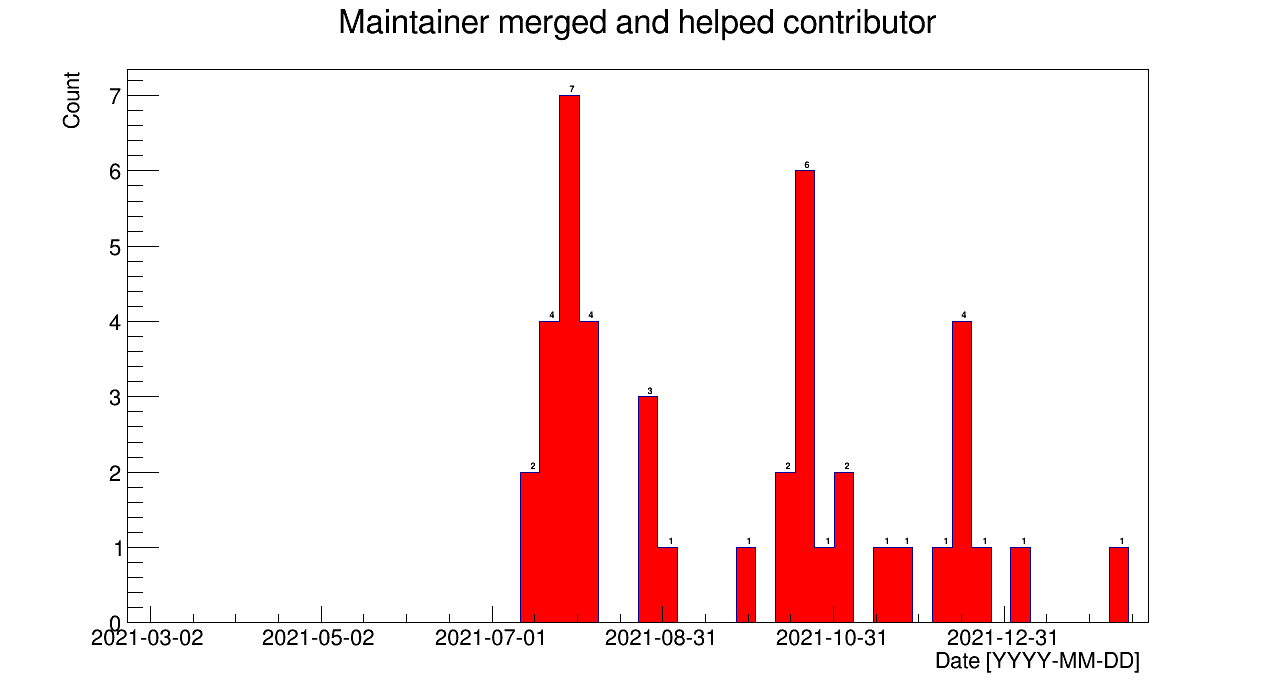 Maintainer merged and helped contributor
Count
7
6
5
4
3
2
1
0
2 4 7 4 3 1 1 2 6 1 2 1 1 1 4 1 1 1
2021-03-02 2021-05-02 2021-07-01 2021-08-31 2021-10-31 2021-12-31
Date [YYYY-MM-DD]